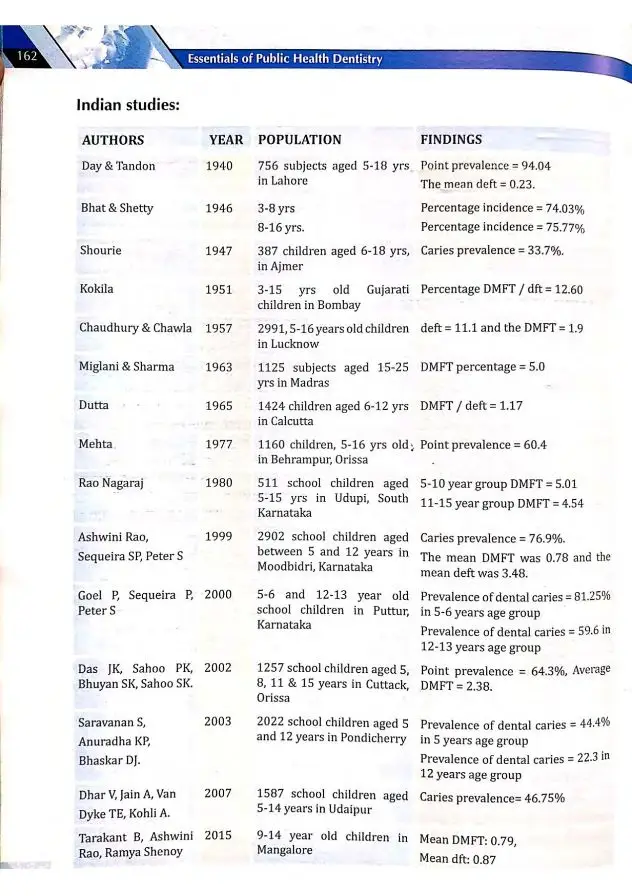 162
Essentials of Public Health Dentistry
Indian studies:
AUTHORS YEAR POPULATION FINDINGS
Day & Tandon 1940 756 subjects aged 5-18 yrs Point prevalence = 94.04
in Lahore The mean deft = 0.23.
Bhat & Shetty 1946 3-8 yrs Percentage incidence = 74.03%
8-16 yrs. Percentage incidence = 75.77%
Shourie 1947 387 children aged 6-18 yrs, Caries prevalence = 33.7%.
in Ajmer
Kokila 1951 3-15 yrs old Gujarati Percentage DMFT / dft = 12.60
children in Bombay
Chaudhury & Chawla 1957 2991, 5-16 years old children deft = 11.1 and the DMFT = 1.9
in Lucknow
Miglani & Sharma 1963 1125 subjects aged 15-25 DMFT percentage = 5.0
yrs in Madras
Dutta 1965 1424 children aged 6-12 yrs DMFT / deft = 1.17
in Calcutta
Mehta 1977 1160 children, 5-16 yrs old, Point prevalence = 60.4
in Behrampur, Orissa
Rao Nagaraj 1980 511 school children aged 5-10 year group DMFT = 5.01
5-15 yrs in Udupi, South 11-15 year group DMFT = 4.54
Karnataka
Ashwini Rao, 1999 2902 school children aged Caries prevalence = 76.9%.
Sequeira SP, Peter S between 5 and 12 years in The mean DMFT was 0.78 and the
Moodbidri, Karnataka mean deft was 3.48.
Goel P, Sequeira P, 2000 5-6 and 12-13 year old Prevalence of dental caries = 81.25%
Peter S school children in Puttur, in 5-6 years age group
Karnataka Prevalence of dental caries = 59.6 in
12-13 years age group
Das JK, Sahoo PK, 2002 1257 school children aged 5, Point prevalence = 64.3%, Average
Bhuyan SK, Sahoo SK. 8, 11 & 15 years in Cuttack, DMFT = 2.38.
Orissa
Saravanan S, 2003 2022 school children aged 5 Prevalence of dental caries = 44.4%
Anuradha KP, and 12 years in Pondicherry in 5 years age group
Bhaskar DJ. Prevalence of dental caries = 22.3 in
12 years age group
Dhar V, Jain A, Van 2007 1587 school children aged Caries prevalence= 46.75%
Dyke TE, Kohli A. 5-14 years in Udaipur
Tarakant B, Ashwini 2015 9-14 year old children in Mean DMFT: 0.79,
Rao, Ramya Shenoy Mangalore Mean dft: 0.87